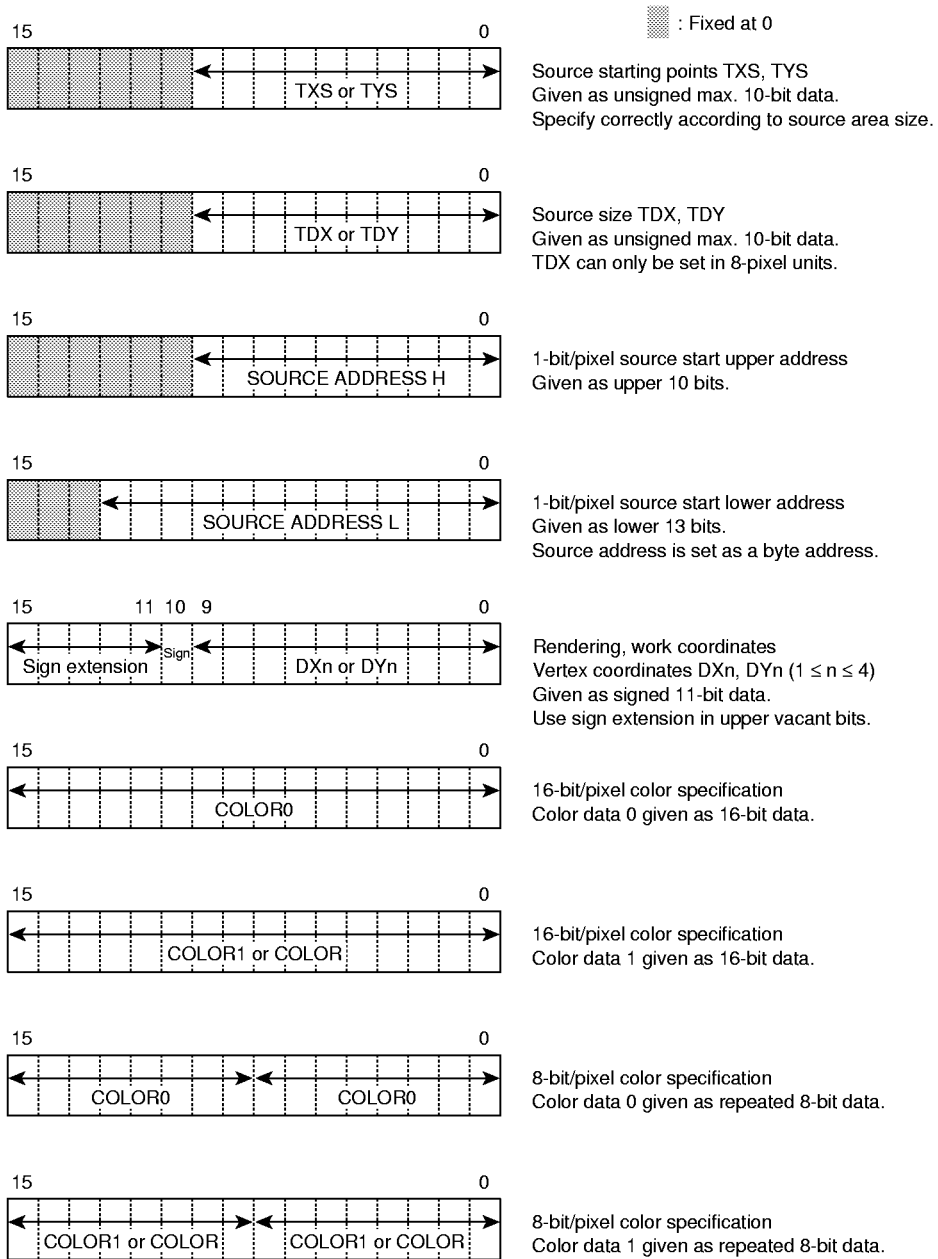 : Fixed at 0
15 0
TXS or TYS
Source starting points TXS, TYS
Given as unsigned max. 10-bit data.
Specify correctly according to source area size.
15 0
TDX or TDY
Source size TDX, TDY
Given as unsigned max. 10-bit data.
TDX can only be set in 8-pixel units.
15 0
SOURCE ADDRESS H
1-bit/pixel source start upper address
Given as upper 10 bits.
15 0
SOURCE ADDRESS L
1-bit/pixel source start lower address
Given as lower 13 bits.
Source address is set as a byte address.
15 11 10 9 0
Sign extension Sign DXn or DYn
Rendering, work coordinates
Vertex coordinates DXn, DYn (1 ≤ n ≤ 4)
Given as signed 11-bit data.
Use sign extension in upper vacant bits.
15 0
COLOR0
16-bit/pixel color specification
Color data 0 given as 16-bit data.
15 0
COLOR1 or COLOR
16-bit/pixel color specification
Color data 1 given as 16-bit data.
15 0
COLOR0 COLOR0
8-bit/pixel color specification
Color data 0 given as repeated 8-bit data.
15 0
COLOR1 or COLOR COLOR1 or COLOR
8-bit/pixel color specification
Color data 1 given as repeated 8-bit data.